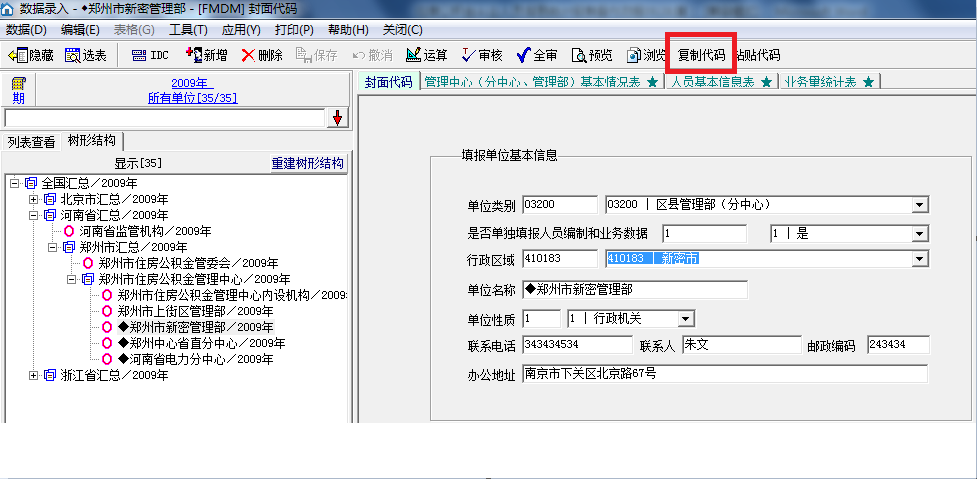 数据录入 - ◆郑州市新密管理部 - [FMDM] 封面代码
数据(D) 编辑(E) 表格(G) 工具(T) 应用(Y) 打印(P) 帮助(H) 关闭(C)
隐藏 选表 IDC 新增 删除 保存 撤消 运算 审核 全审 预览 浏览 复制代码 粘贴代码
期 2009年
所有单位[35/35]
封面代码 管理中心（分中心、管理部）基本情况表 ★ 人员基本信息表 ★ 业务量统计表 ★
列表查看 树形结构
显示[35] 重建树形结构
全国汇总／2009年
北京市汇总／2009年
河南省汇总／2009年
河南省监管机构／2009年
郑州市汇总／2009年
郑州市住房公积金管委会／2009年
郑州市住房公积金管理中心／2009年
郑州市住房公积金管理中心内设机构／2009
郑州市上街区管理部／2009年
◆郑州市新密管理部／2009年
◆郑州中心省直分中心／2009年
◆河南省电力分中心／2009年
浙江省汇总／2009年
填报单位基本信息
单位类别 03200 03200 | 区县管理部（分中心）
是否单独填报人员编制和业务数据 1 1 | 是
行政区域 410183 410183 | 新密市
单位名称 ◆郑州市新密管理部
单位性质 1 1 | 行政机关
联系电话 343434534 联系人 朱文 邮政编码 243434
办公地址 南京市下关区北京路67号